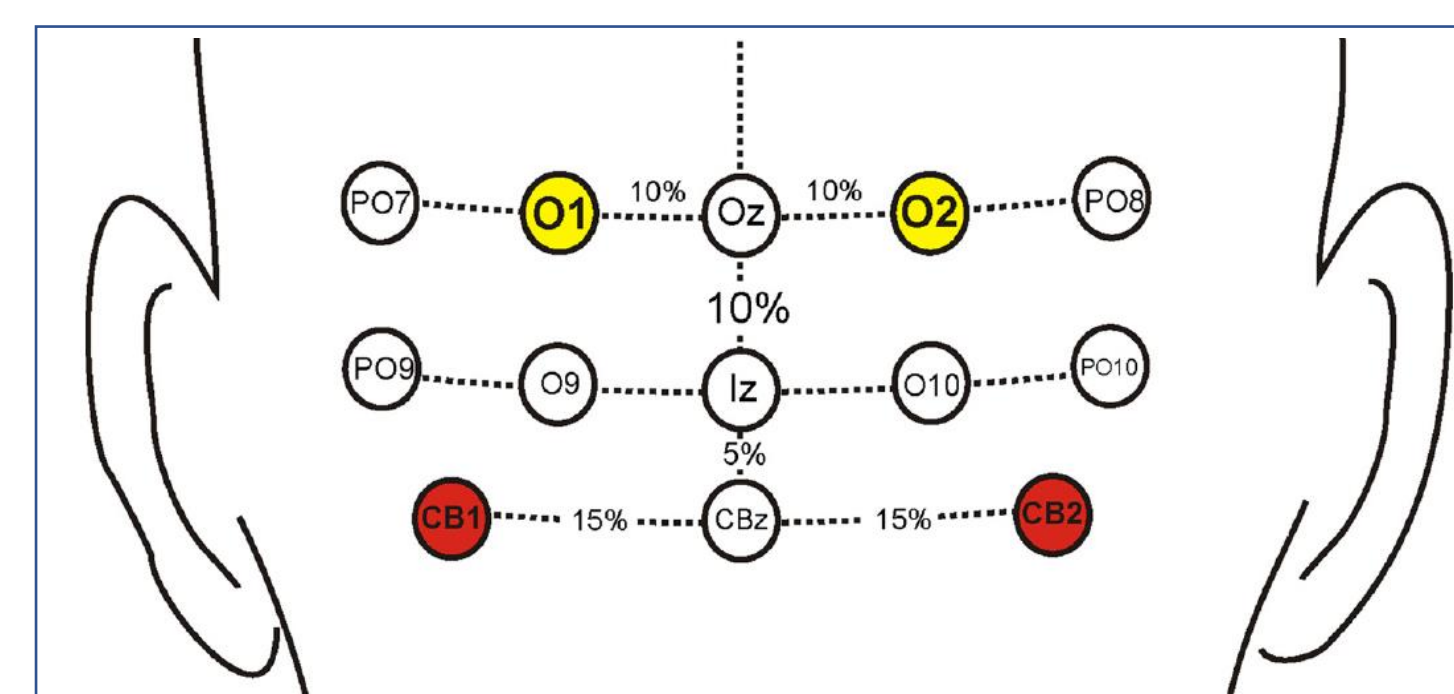 10% 10%
PO7 O1 Oz O2 PO8
10%
PO9 O9 Iz O10 PO10
5%
CB1 15% CBz 15% CB2